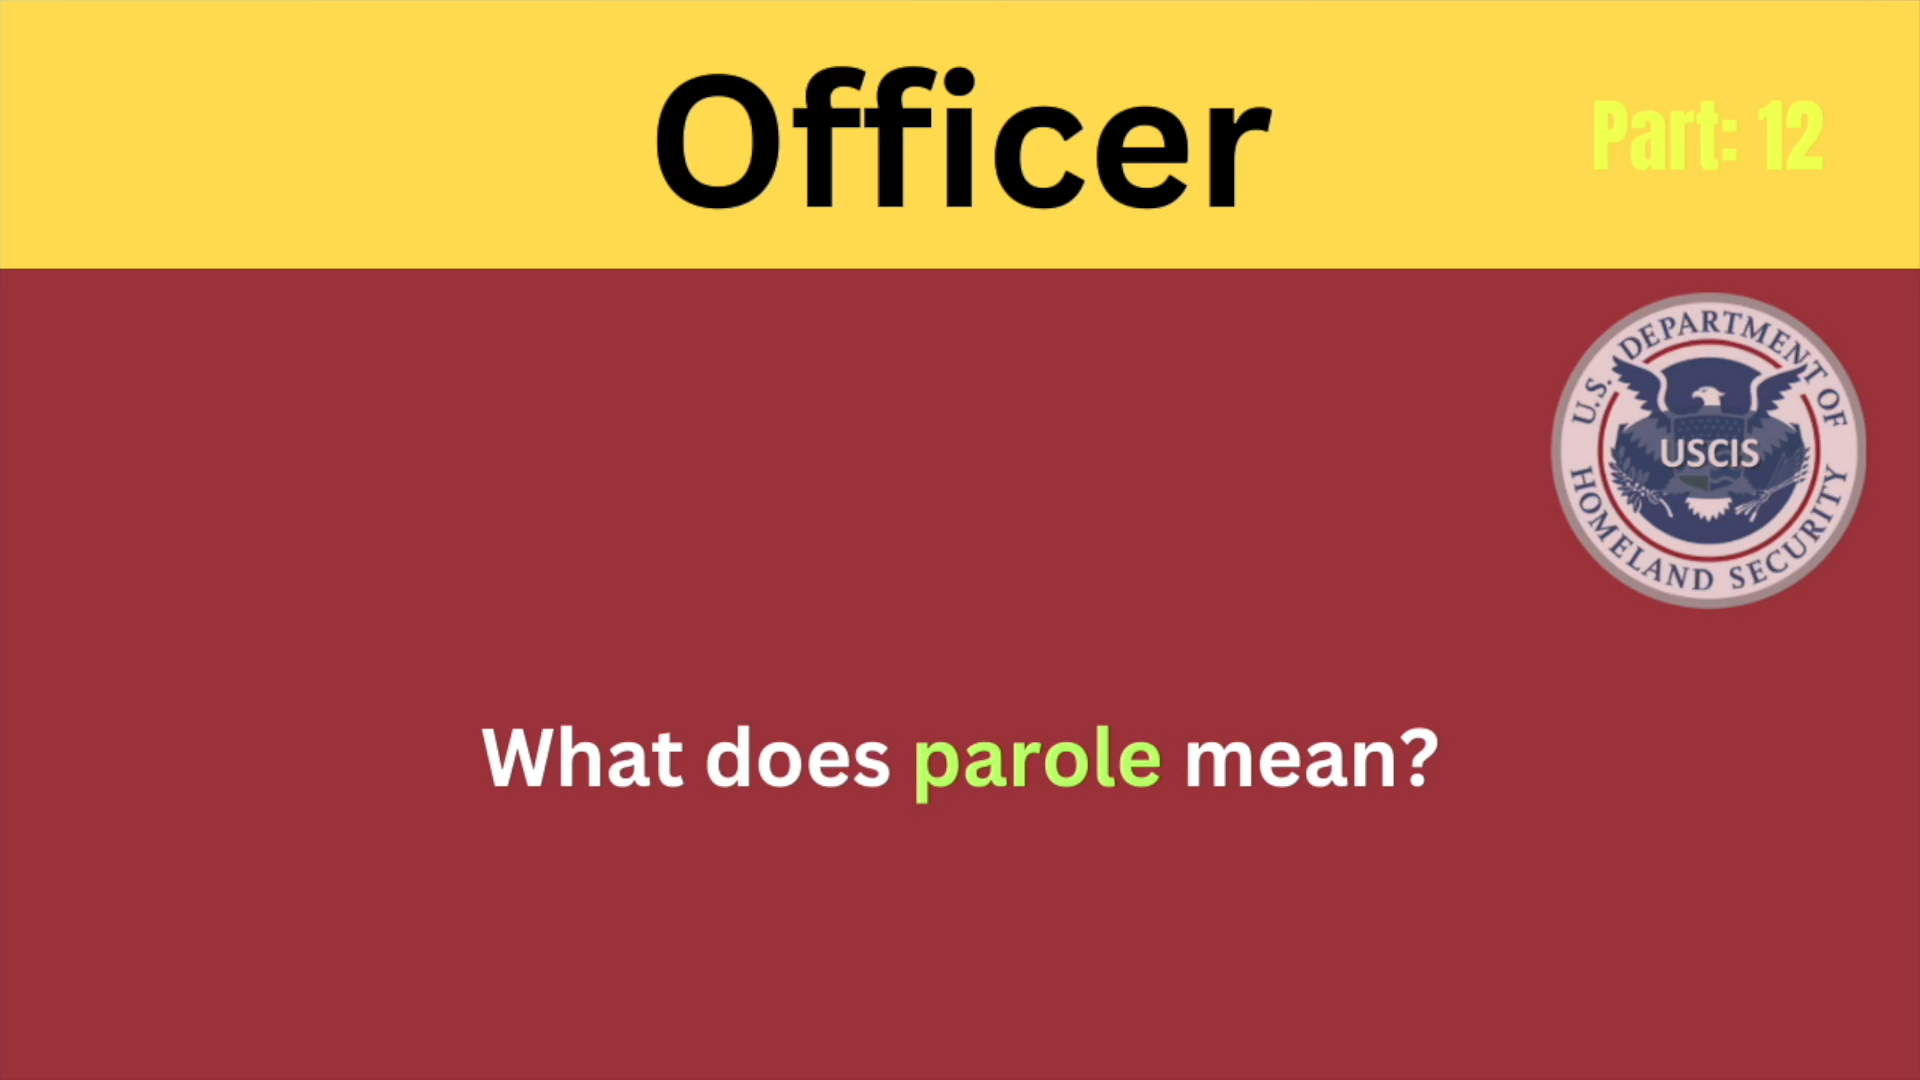 Officer
Part: 12
U.S. DEPARTMENT OF
USCIS
HOMELAND SECURITY
What does parole mean?